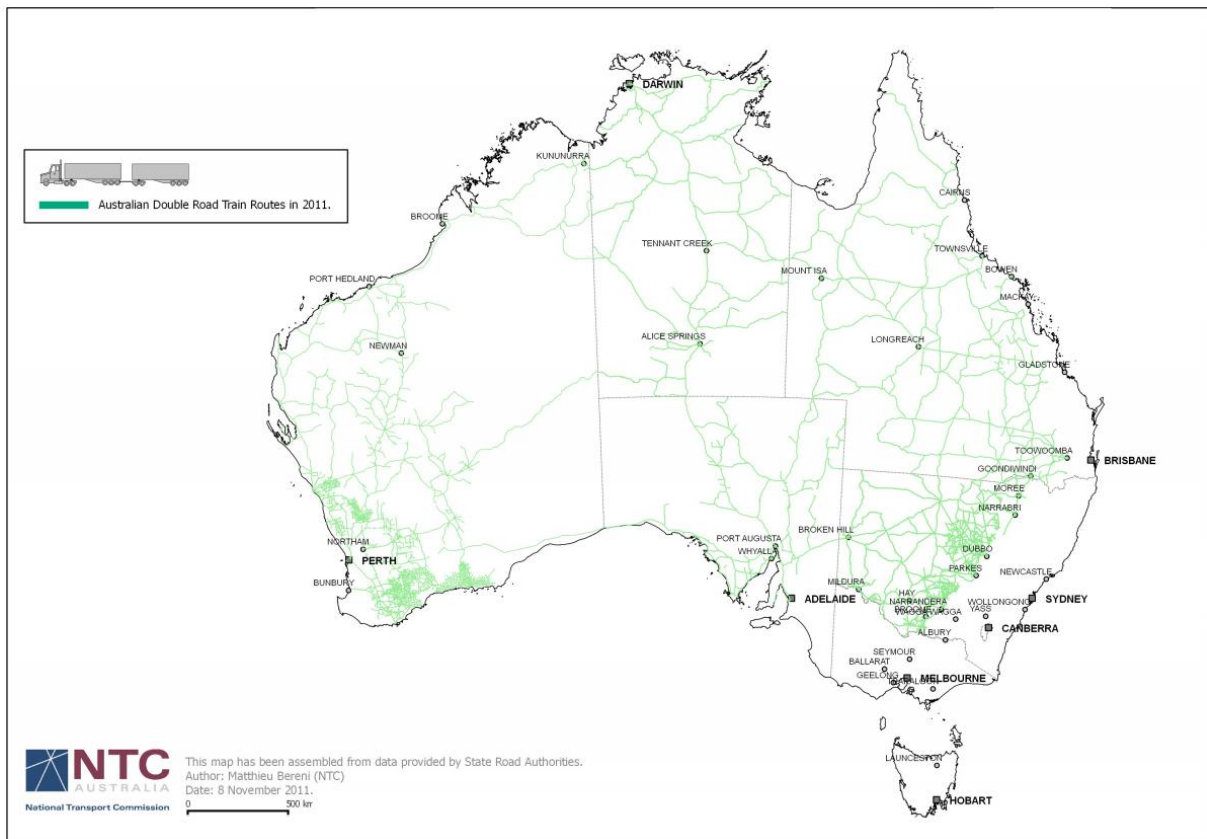 DARWIN
KUNUNURRA
Australian Double Road Train Routes in 2011.
CAIRNS
BROOME
TENNANT CREEK
TOWNSVILLE
MOUNT ISA
BOWEN
PORT HEDLAND
MACKAY
ALICE SPRINGS
LONGREACH
NEWMAN
GLADSTONE
TOOWOOMBA
BRISBANE
GOONDIWINDI
MOREE
NARRABRI
BROKEN HILL
PORT AUGUSTA
NORTHAM
WHYALLA
DUBBO
PERTH
PARKES
NEWCASTLE
BUNBURY
MILDURA
HAY
ADELAIDE
NARRANDERA
WOLLONGONG
SYDNEY
WAGGA WAGGA
YASS
CANBERRA
ALBURY
SEYMOUR
BALLARAT
GEELONG
MELBOURNE
NTC
AUSTRALIA
National Transport Commission
This map has been assembled from data provided by State Road Authorities.
Author: Matthieu Bereni (NTC)
Date: 8 November 2011.
0 500 km
LAUNCESTON
HOBART